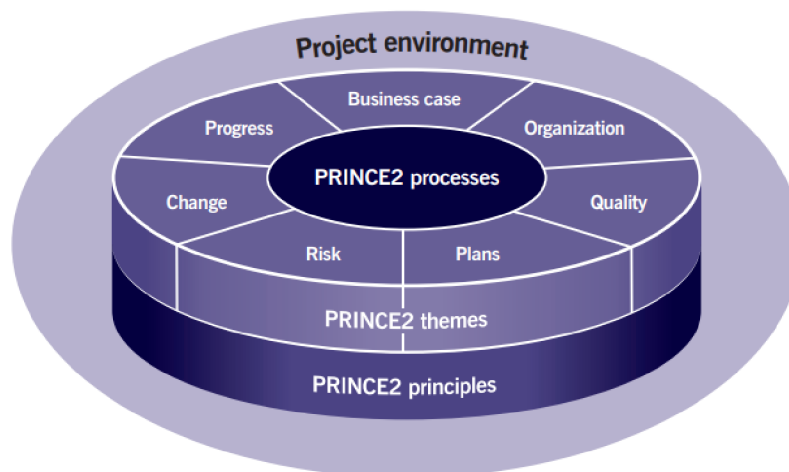 Project environment
Business case
Progress
Organization
PRINCE2 processes
Change
Quality
Risk
Plans
PRINCE2 themes
PRINCE2 principles